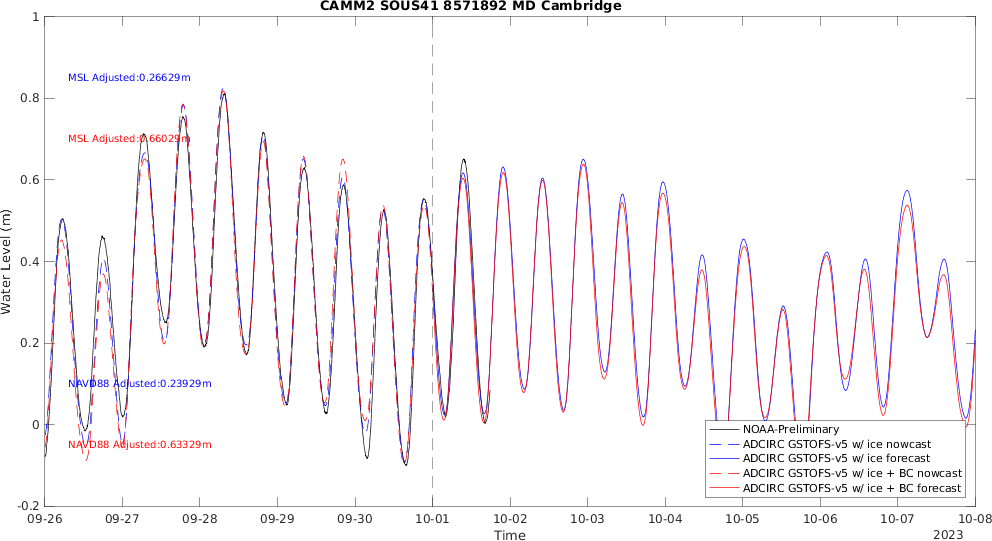 CAMM2 SOUS41 8571892 MD Cambridge
1
MSL Adjusted:0.26629m
0.8
MSL Adjusted:0.66029m
0.6
Water Level (m)
0.4
0.2
NAVD88 Adjusted:0.23929m
0
NAVD88 Adjusted:0.63329m
-0.2
NOAA-Preliminary
ADCIRC GSTOFS-v5 w/ ice nowcast
ADCIRC GSTOFS-v5 w/ ice forecast
ADCIRC GSTOFS-v5 w/ ice + BC nowcast
ADCIRC GSTOFS-v5 w/ ice + BC forecast
09-26 09-27 09-28 09-29 09-30 10-01 10-02 10-03 10-04 10-05 10-06 10-07 10-08
Time
2023